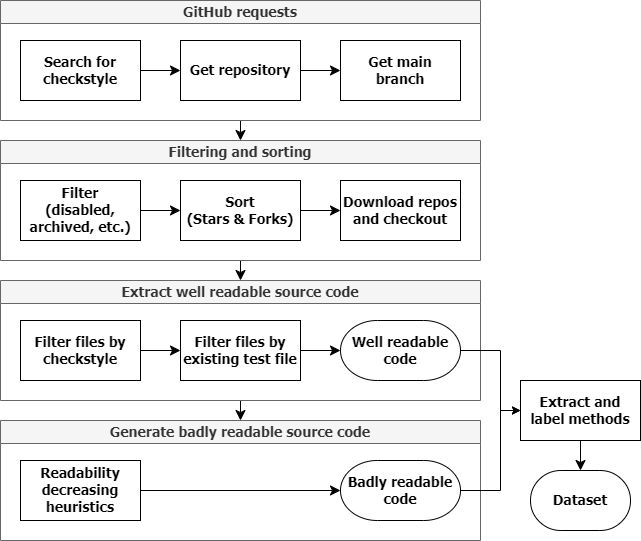 GitHub requests
Search for
checkstyle
Get repository
Get main
branch
Filtering and sorting
Filter
(disabled,
archived, etc.)
Sort
(Stars & Forks)
Download repos
and checkout
Extract well readable source code
Filter files by
checkstyle
Filter files by
existing test file
Well readable
code
Extract and
label methods
Generate badly readable source code
Readability
decreasing
heuristics
Badly readable
code
Dataset